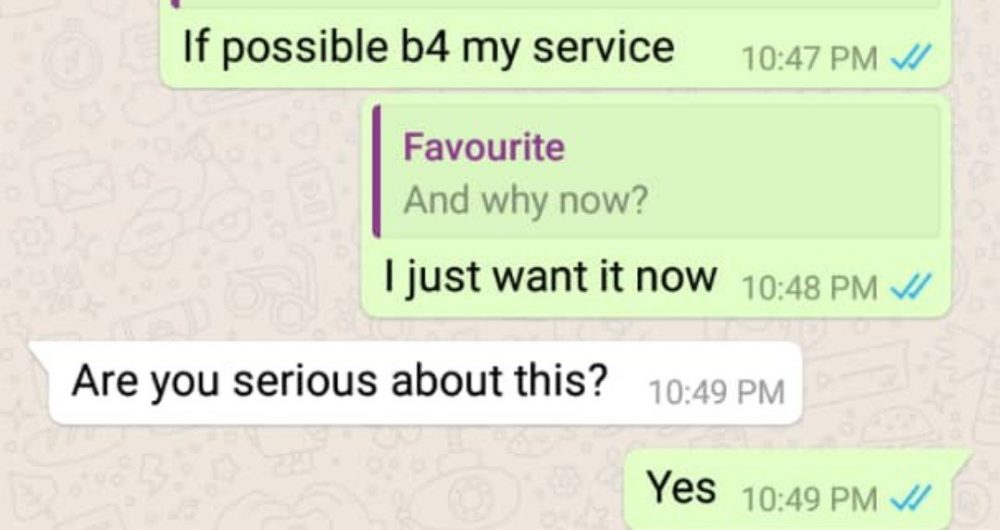 If possible b4 my service 10:47 PM
Favourite
And why now?
I just want it now 10:48 PM
Are you serious about this? 10:49 PM
Yes 10:49 PM